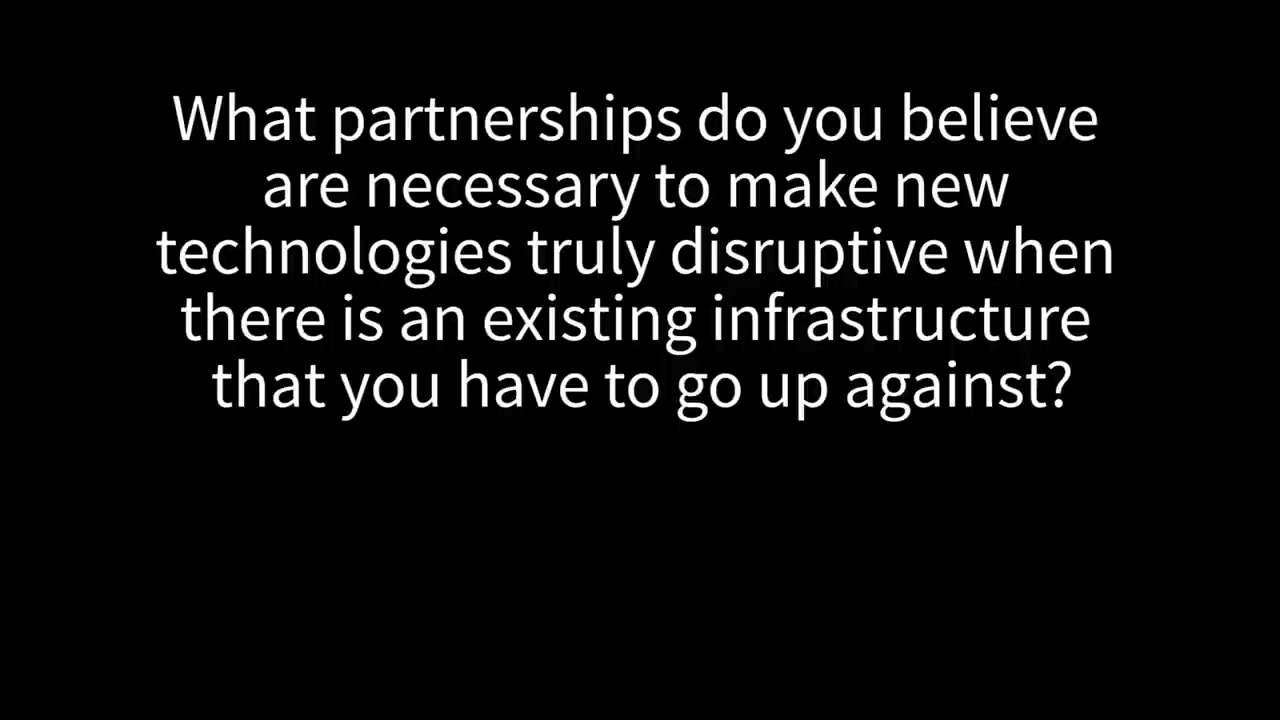 What partnerships do you believe
are necessary to make new
technologies truly disruptive when
there is an existing infrastructure
that you have to go up against?